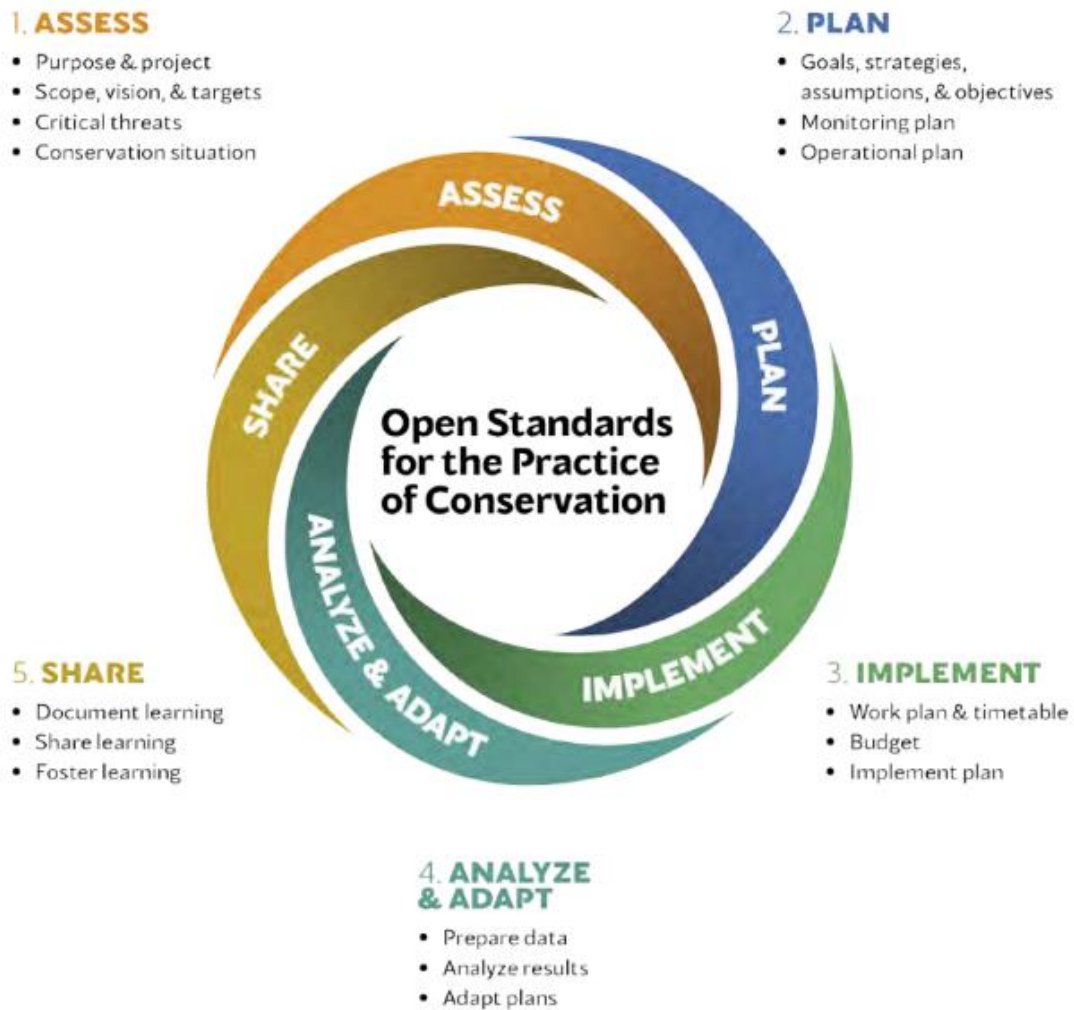 1. ASSESS
• Purpose & project
• Scope, vision, & targets
• Critical threats
• Conservation situation
2. PLAN
• Goals, strategies,
assumptions, & objectives
• Monitoring plan
• Operational plan
ASSESS
PLAN
SHARE
Open Standards
for the Practice
of Conservation
ANALYZE & ADAPT
IMPLEMENT
5. SHARE
• Document learning
• Share learning
• Foster learning
3. IMPLEMENT
• Work plan & timetable
• Budget
• Implement plan
4. ANALYZE
& ADAPT
• Prepare data
• Analyze results
• Adapt plans